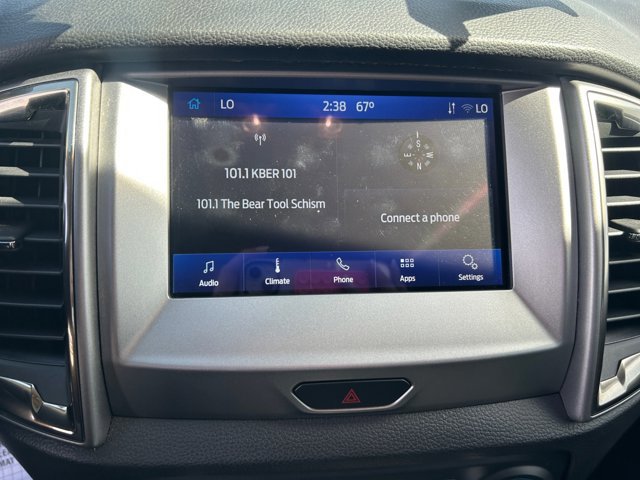 LO 2:38 67° LO
101.1 KBER 101
101.1 The Bear Tool Schism
S
E W
N
Connect a phone
Audio Climate Phone Apps Settings